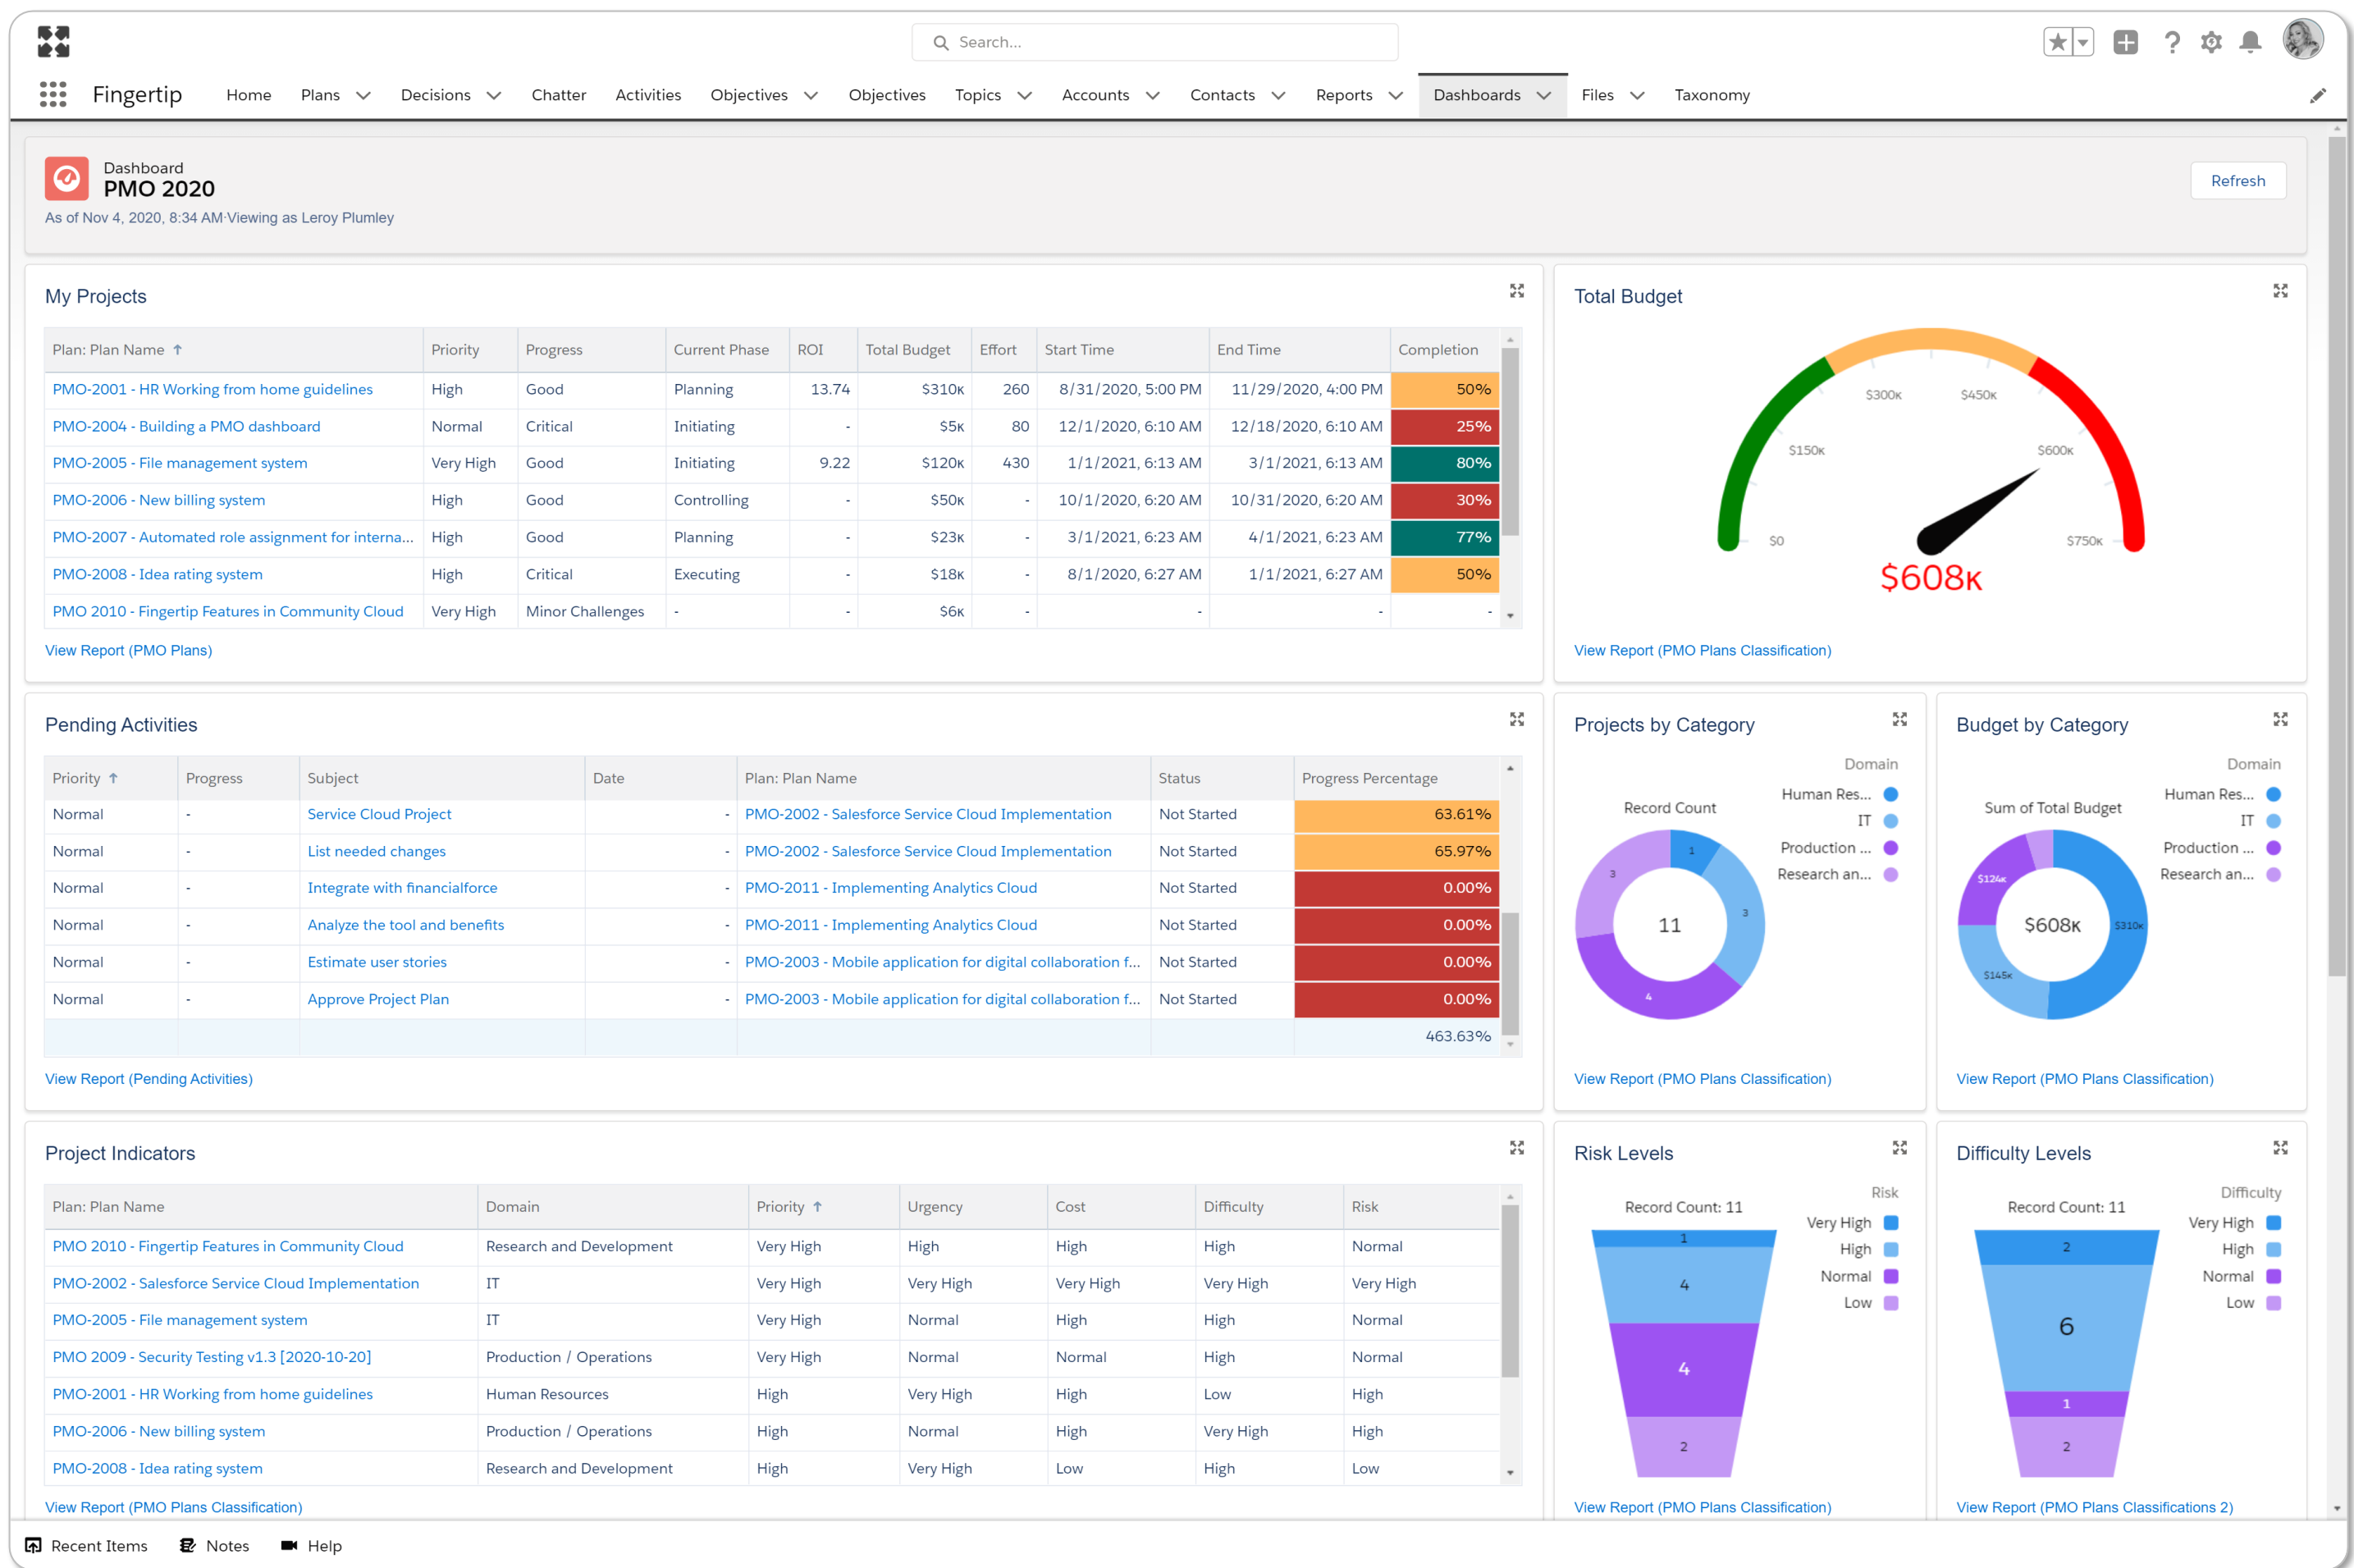 Search...
Fingertip Home Plans Decisions Chatter Activities Objectives Objectives Topics Accounts Contacts Reports Dashboards Files Taxonomy
Dashboard
PMO 2020
As of Nov 4, 2020, 8:34 AM·Viewing as Leroy Plumley
Refresh
My Projects
Plan: Plan Name Priority Progress Current Phase ROI Total Budget Effort Start Time End Time Completion
PMO-2001 - HR Working from home guidelines High Good Planning 13.74 $310K 260 8/31/2020, 5:00 PM 11/29/2020, 4:00 PM 50%
PMO-2004 - Building a PMO dashboard Normal Critical Initiating - $5K 80 12/1/2020, 6:10 AM 12/18/2020, 6:10 AM 25%
PMO-2005 - File management system Very High Good Initiating 9.22 $120K 430 1/1/2021, 6:13 AM 3/1/2021, 6:13 AM 80%
PMO-2006 - New billing system High Good Controlling - $50K - 10/1/2020, 6:20 AM 10/31/2020, 6:20 AM 30%
PMO-2007 - Automated role assignment for interna... High Good Planning - $23K - 3/1/2021, 6:23 AM 4/1/2021, 6:23 AM 77%
PMO-2008 - Idea rating system High Critical Executing - $18K - 8/1/2020, 6:27 AM 1/1/2021, 6:27 AM 50%
PMO 2010 - Fingertip Features in Community Cloud Very High Minor Challenges - - $6K - - - -
View Report (PMO Plans)
Total Budget
$300K $450K
$150K $600K
$0 $750K
$608K
View Report (PMO Plans Classification)
Pending Activities
Priority Progress Subject Date Plan: Plan Name Status Progress Percentage
Normal - Service Cloud Project - PMO-2002 - Salesforce Service Cloud Implementation Not Started 63.61%
Normal - List needed changes - PMO-2002 - Salesforce Service Cloud Implementation Not Started 65.97%
Normal - Integrate with financialforce - PMO-2011 - Implementing Analytics Cloud Not Started 0.00%
Normal - Analyze the tool and benefits - PMO-2011 - Implementing Analytics Cloud Not Started 0.00%
Normal - Estimate user stories - PMO-2003 - Mobile application for digital collaboration f... Not Started 0.00%
Normal - Approve Project Plan - PMO-2003 - Mobile application for digital collaboration f... Not Started 0.00%
463.63%
View Report (Pending Activities)
Projects by Category
Domain
Human Res...
IT
Production ...
Research an...
Record Count
1
3
3
11
4
View Report (PMO Plans Classification)
Budget by Category
Domain
Human Res...
IT
Production ...
Research an...
Sum of Total Budget
$124K
$608K
$310K
$145K
View Report (PMO Plans Classification)
Project Indicators
Plan: Plan Name Domain Priority Urgency Cost Difficulty Risk
PMO 2010 - Fingertip Features in Community Cloud Research and Development Very High High High High Normal
PMO-2002 - Salesforce Service Cloud Implementation IT Very High Very High Very High Very High Very High
PMO-2005 - File management system IT Very High Normal High High Normal
PMO 2009 - Security Testing v1.3 [2020-10-20] Production / Operations Very High Normal Normal High Normal
PMO-2001 - HR Working from home guidelines Human Resources High Very High High Low High
PMO-2006 - New billing system Production / Operations High Normal High Very High High
PMO-2008 - Idea rating system Research and Development High Very High Low High Low
View Report (PMO Plans Classification)
Risk Levels
Risk
Very High
High
Normal
Low
Record Count: 11
1
4
4
2
View Report (PMO Plans Classification)
Difficulty Levels
Difficulty
Very High
High
Normal
Low
Record Count: 11
2
6
1
2
View Report (PMO Plans Classifications 2)
Recent Items Notes Help